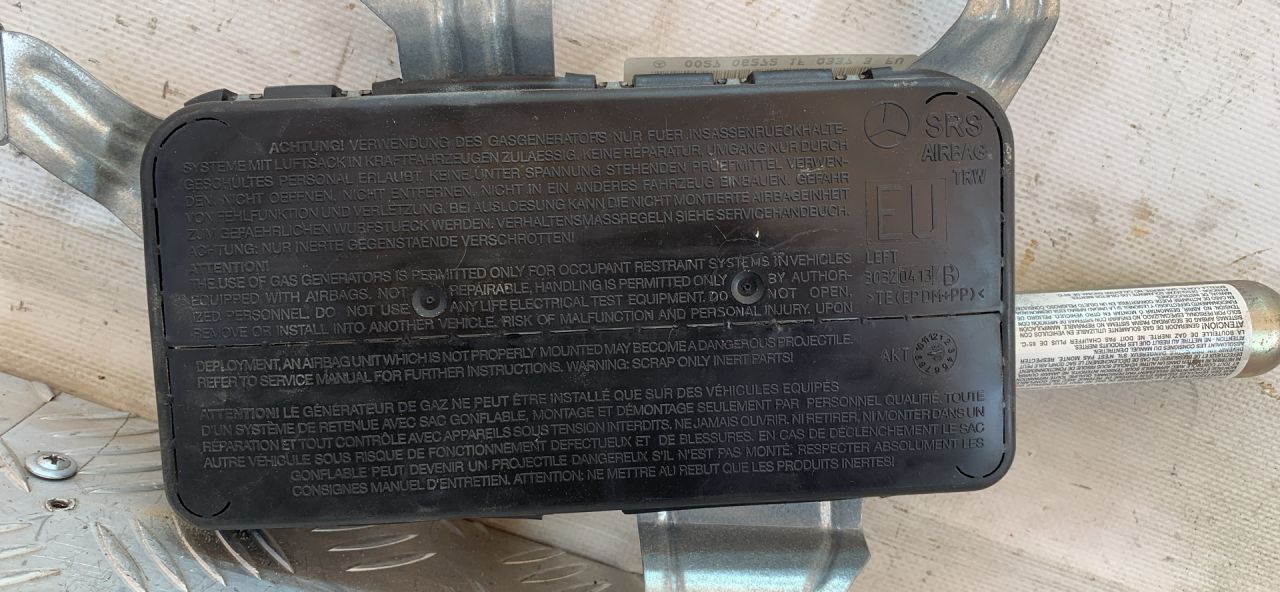 ACHTUNG! VERWENDUNG DES GASGENERATORS NUR FUER INSASSENRUECKHALTE-
SYSTEME MIT LUFTSACK IN KRAFTFAHRZEUGEN ZULAESSIG. KEINE REPARATUR, UMGANG NUR DURCH
GESCHULTES PERSONAL ERLAUBT. KEINE UNTER SPANNUNG STEHENDEN PRUEFMITTEL VERWEN-
DEN. NICHT OEFFNEN, NICHT ENTFERNEN, NICHT IN EIN ANDERES FAHRZEUG EINBAUEN. GEFAHR
VON FEHLFUNKTION UND VERLETZUNG. BEI AUSLOESUNG KANN DIE NICHT MONTIERTE AIRBAGEINHEIT
ZUM GEFAEHRLICHEN WURFSTUECK WERDEN. VERHALTENSMASSREGELN SIEHE SERVICEHANDBUCH.
ACHTUNG: NUR INERTE GEGENSTAENDE VERSCHROTTEN!
ATTENTION!
THE USE OF GAS GENERATORS IS PERMITTED ONLY FOR OCCUPANT RESTRAINT SYSTEMS IN VEHICLES
EQUIPPED WITH AIRBAGS. NOT REPAIRABLE, HANDLING IS PERMITTED ONLY BY AUTHOR-
IZED PERSONNEL, DO NOT USE ANY ELECTRICAL TEST EQUIPMENT. DO NOT OPEN,
REMOVE OR INSTALL INTO ANOTHER VEHICLE. RISK OF MALFUNCTION AND PERSONAL INJURY. UPON
DEPLOYMENT, AN AIRBAG UNIT WHICH IS NOT PROPERLY MOUNTED MAY BECOME A DANGEROUS PROJECTILE.
REFER TO SERVICE MANUAL FOR FURTHER INSTRUCTIONS. WARNING: SCRAP ONLY INERT PARTS!
ATTENTION! LE GÉNÉRATEUR DE GAZ NE PEUT ÊTRE INSTALLÉ QUE SUR DES VÉHICULES EQUIPÉS
D'UN SYSTÈME DE RETENUE AVEC SAC GONFLABLE, MONTAGE ET DÉMONTAGE SEULEMENT PAR PERSONNEL QUALIFIÉ, TOUTE
RÉPARATION ET TOUT CONTRÔLE AVEC APPAREILS SOUS TENSION INTERDITS. NE JAMAIS OUVRIR, NI RETIRER, NI MONTER DANS UN
AUTRE VÉHICULE SOUS RISQUE DE FONCTIONNEMENT DEFECTUEUX ET DE BLESSURES. EN CAS DE DÉCLENCHEMENT LE SAC
GONFLABLE PEUT DEVENIR UN PROJECTILE DANGEREUX S'IL N'EST PAS MONTÉ, RESPECTER ABSOLUMENT LES
CONSIGNES MANUEL D'ENTRETIEN. ATTENTION: NE METTRE AU REBUT QUE LES PRODUITS INERTES!
SRS
AIRBAG
TRW
EU
LEFT
3032 0413 B
>TE(EPDM+PP)<
AKT